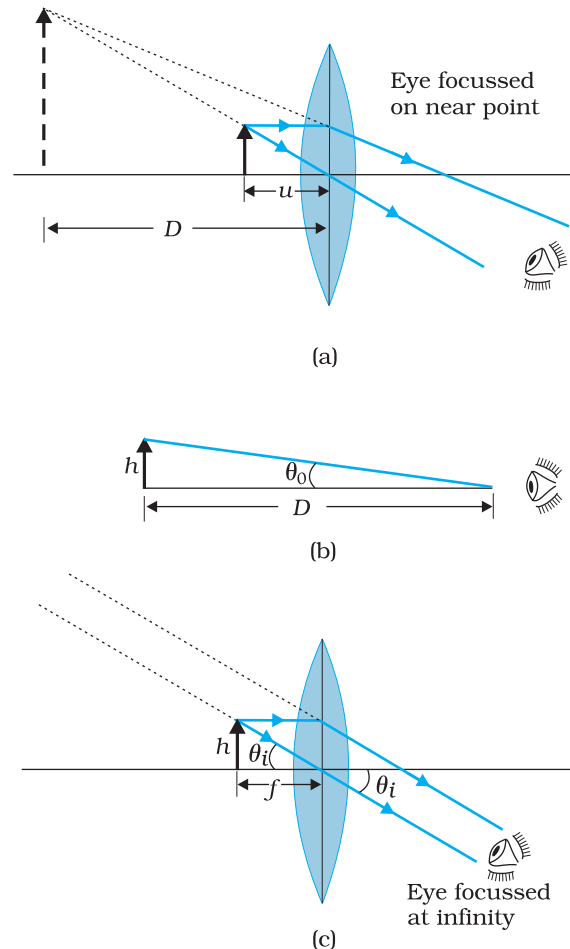 Eye focussed
on near point
u
D
(a)
h
θ0
D
(b)
h
θi
f
θi
Eye focussed
at infinity
(c)